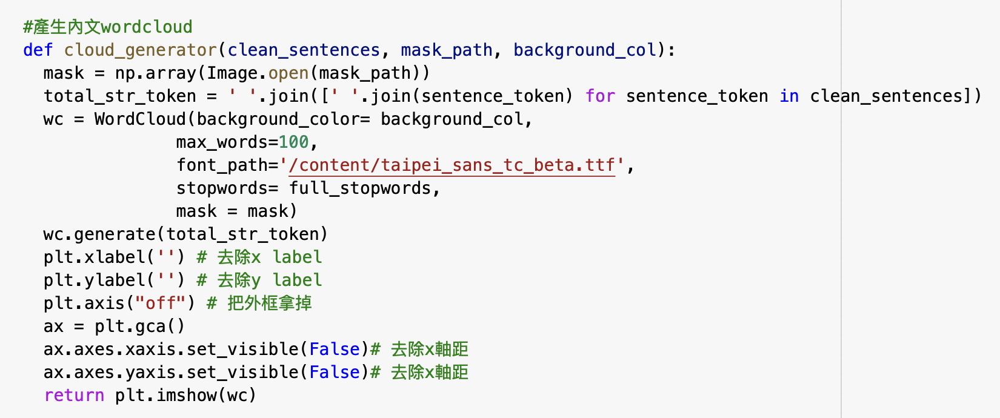 #產生內文wordcloud
def cloud_generator(clean_sentences, mask_path, background_col):
  mask = np.array(Image.open(mask_path))
  total_str_token = ' '.join([' '.join(sentence_token) for sentence_token in clean_sentences])
  wc = WordCloud(background_color= background_col,
               max_words=100,
               font_path='/content/taipei_sans_tc_beta.ttf',
               stopwords= full_stopwords,
               mask = mask)
  wc.generate(total_str_token)
  plt.xlabel('') # 去除x label
  plt.ylabel('') # 去除y label
  plt.axis("off") # 把外框拿掉
  ax = plt.gca()
  ax.axes.xaxis.set_visible(False)# 去除x軸距
  ax.axes.yaxis.set_visible(False)# 去除x軸距
  return plt.imshow(wc)